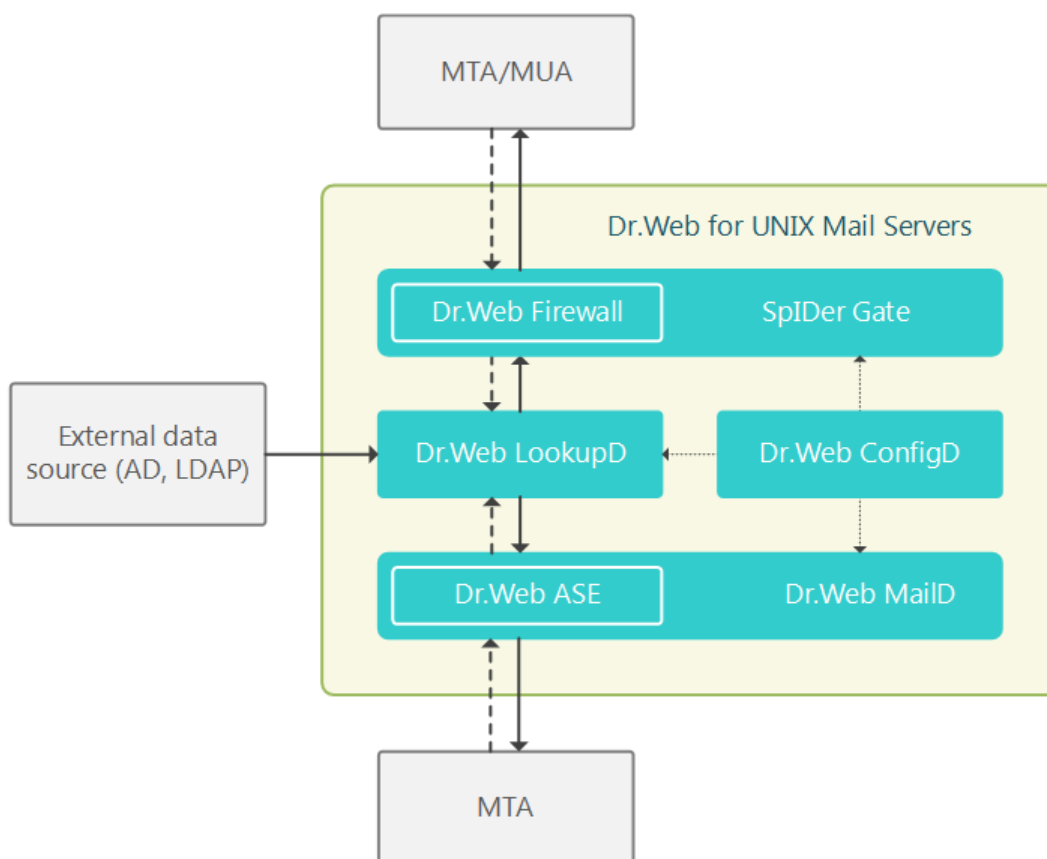 MTA/MUA
Dr.Web for UNIX Mail Servers
Dr.Web Firewall
SpIDer Gate
External data
source (AD, LDAP)
Dr.Web LookupD
Dr.Web ConfigD
Dr.Web ASE
Dr.Web MailD
MTA